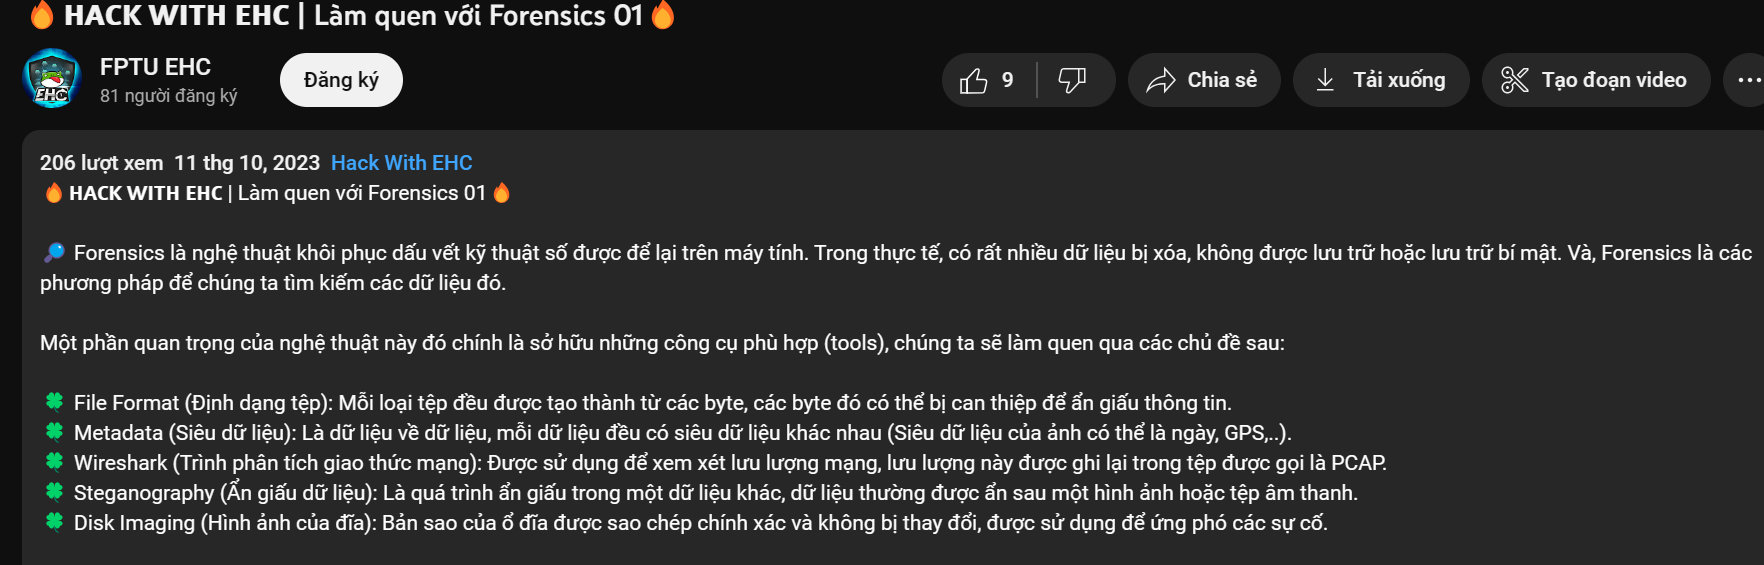 🔥 HACK WITH EHC | Làm quen với Forensics 01 🔥
FPTU EHC
81 người đăng ký
Đăng ký
9
Chia sẻ
Tải xuống
Tạo đoạn video
EHC
206 lượt xem 11 thg 10, 2023 Hack With EHC
🔥 HACK WITH EHC | Làm quen với Forensics 01 🔥
🔎 Forensics là nghệ thuật khôi phục dấu vết kỹ thuật số được để lại trên máy tính. Trong thực tế, có rất nhiều dữ liệu bị xóa, không được lưu trữ hoặc lưu trữ bí mật. Và, Forensics là các
phương pháp để chúng ta tìm kiếm các dữ liệu đó.
Một phần quan trọng của nghệ thuật này đó chính là sở hữu những công cụ phù hợp (tools), chúng ta sẽ làm quen qua các chủ đề sau:
🍀 File Format (Định dạng tệp): Mỗi loại tệp đều được tạo thành từ các byte, các byte đó có thể bị can thiệp để ẩn giấu thông tin.
🍀 Metadata (Siêu dữ liệu): Là dữ liệu về dữ liệu, mỗi dữ liệu đều có siêu dữ liệu khác nhau (Siêu dữ liệu của ảnh có thể là ngày, GPS,..).
🍀 Wireshark (Trình phân tích giao thức mạng): Được sử dụng để xem xét lưu lượng mạng, lưu lượng này được ghi lại trong tệp được gọi là PCAP.
🍀 Steganography (Ẩn giấu dữ liệu): Là quá trình ẩn giấu trong một dữ liệu khác, dữ liệu thường được ẩn sau một hình ảnh hoặc tệp âm thanh.
🍀 Disk Imaging (Hình ảnh của đĩa): Bản sao của ổ đĩa được sao chép chính xác và không bị thay đổi, được sử dụng để ứng phó các sự cố.